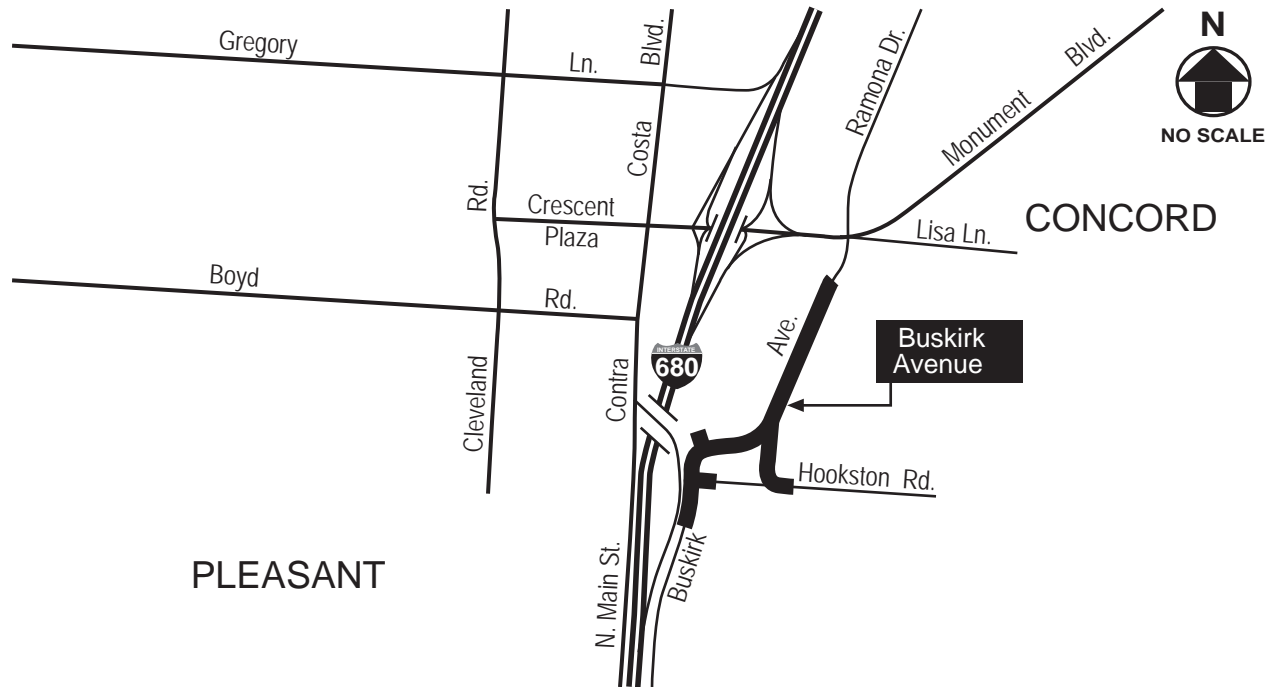 Gregory
Ln.
Blvd.
Costa
Ramona Dr.
Monument
Blvd.
N
NO SCALE
Rd.
Crescent
Plaza
CONCORD
Lisa Ln.
Boyd
Rd.
Cleveland
Contra
INTERSTATE
680
Ave.
Buskirk
Avenue
Hookston Rd.
PLEASANT
N. Main St.
Buskirk